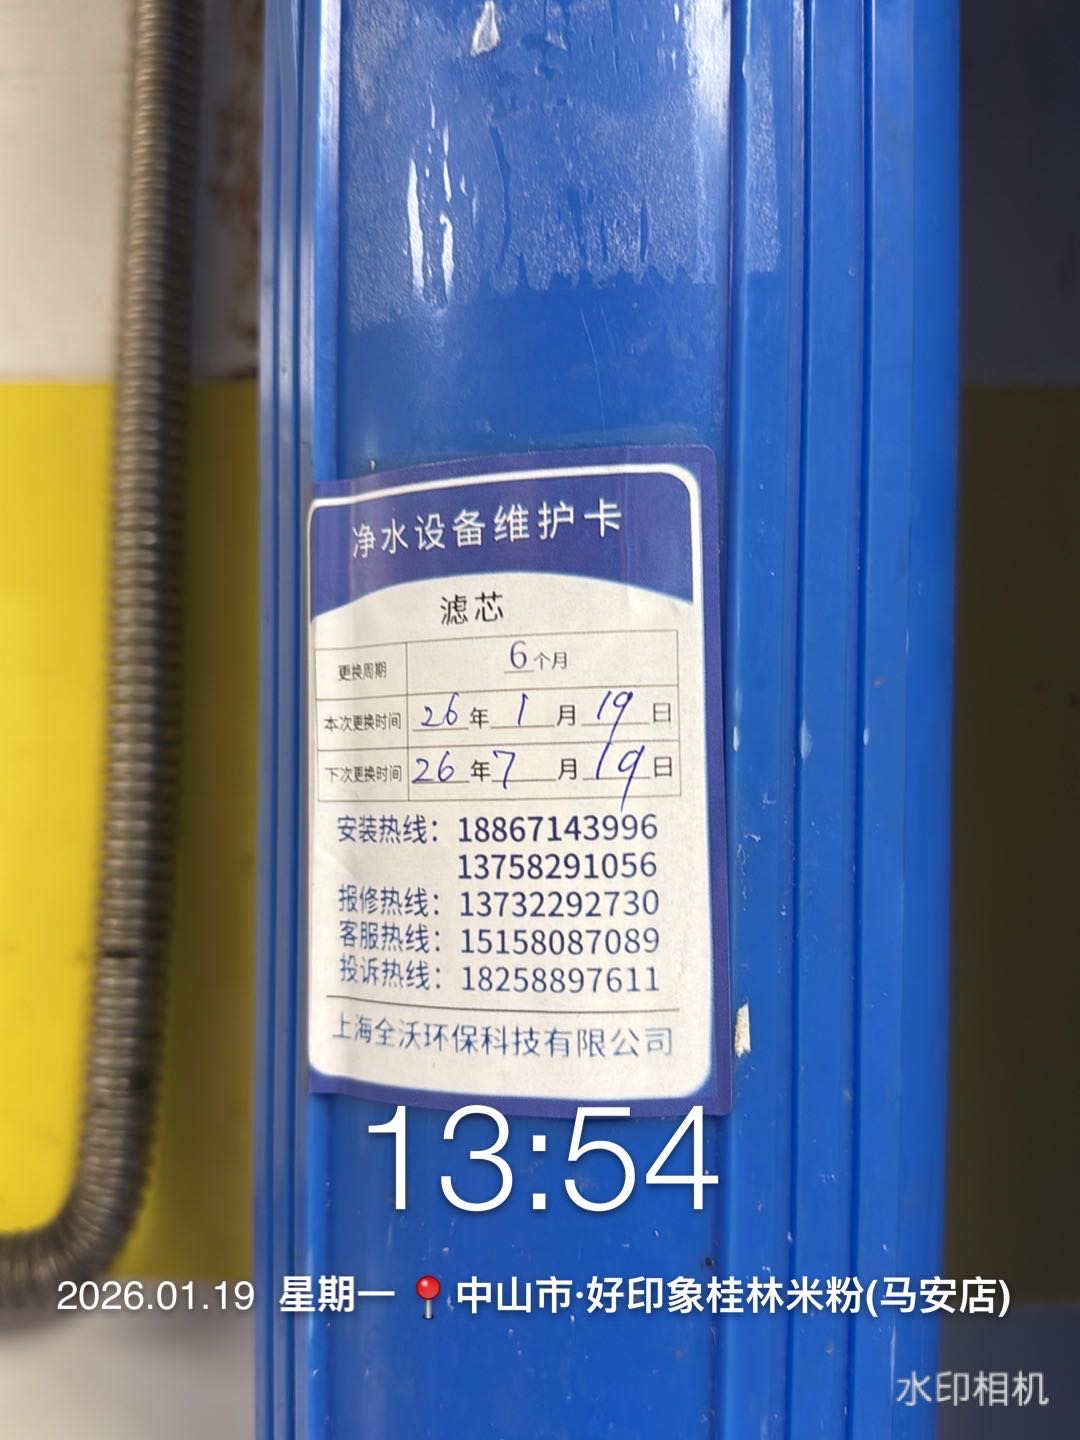 净水设备维护卡
滤芯
更换周期 6个月
本次更换时间 26年1月19日
下次更换时间 26年7月19日
安装热线：18867143996
13758291056
报修热线：13732292730
客服热线：15158087089
投诉热线：18258897611
上海全沃环保科技有限公司
13:54
2026.01.19 星期一 📍中山市·好印象桂林米粉(马安店)
水印相机